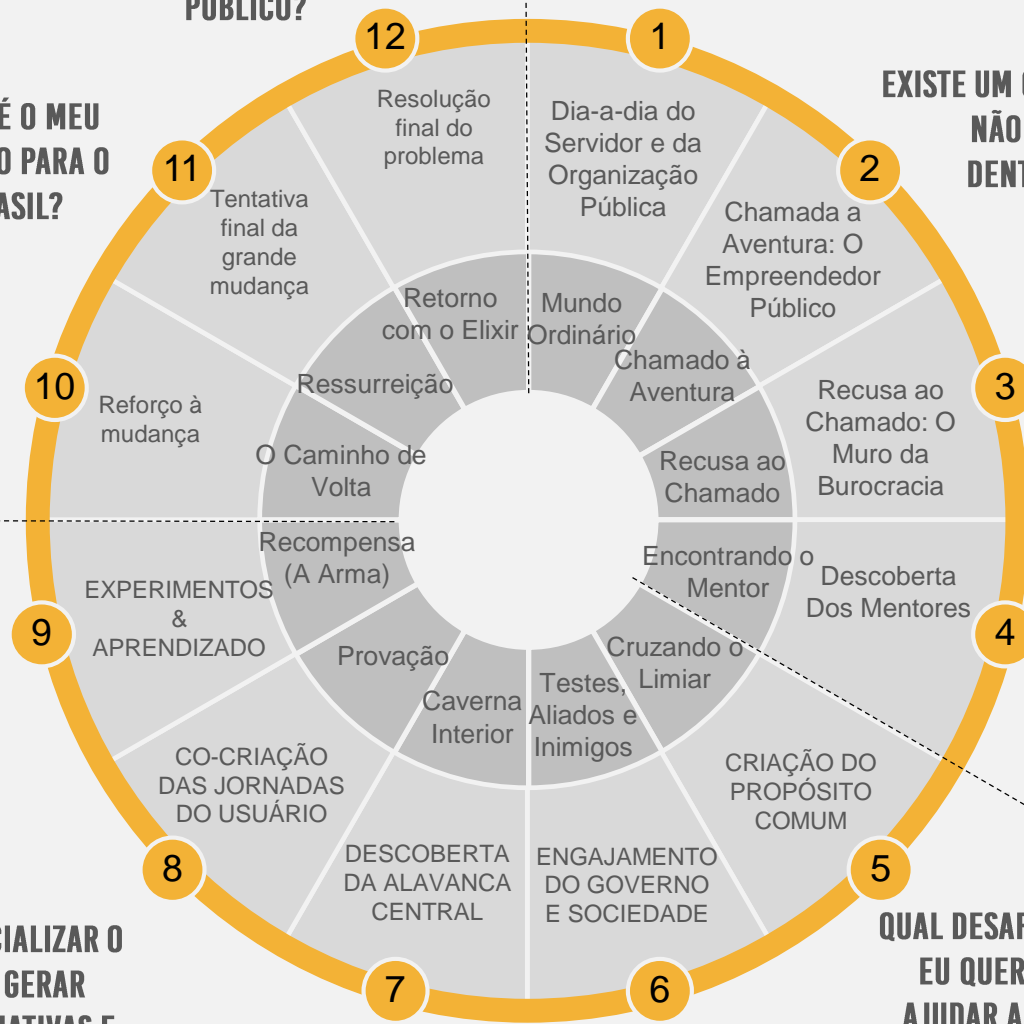 PÚBLICO?
É O MEU
O PARA O
ASIL?
EXISTE UM
NÃO
DENT
12
Resolução
final do
problema
1
Dia-a-dia do
Servidor e da
Organização
Pública
2
Chamada a
Aventura: O
Empreendedor
Público
3
Recusa ao
Chamado: O
Muro da
Burocracia
4
Descoberta
Dos Mentores
5
CRIAÇÃO DO
PROPÓSITO
COMUM
6
ENGAJAMENTO
DO GOVERNO
E SOCIEDADE
7
DESCOBERTA
DA ALAVANCA
CENTRAL
8
CO-CRIAÇÃO
DAS JORNADAS
DO USUÁRIO
9
EXPERIMENTOS
&
APRENDIZADO
10
Reforço à
mudança
11
Tentativa
final da
grande
mudança
Retorno
com o Elixir
Mundo
Ordinário
Chamado à
Aventura
Recusa ao
Chamado
Encontrando o
Mentor
Cruzando o
Limiar
Testes,
Aliados e
Inimigos
Caverna
Interior
Provação
Recompensa
(A Arma)
O Caminho de
Volta
Ressurreição
CIALIZAR O
GERAR
IATIVAS E
QUAL DESAF
EU QUER
AJUDAR A